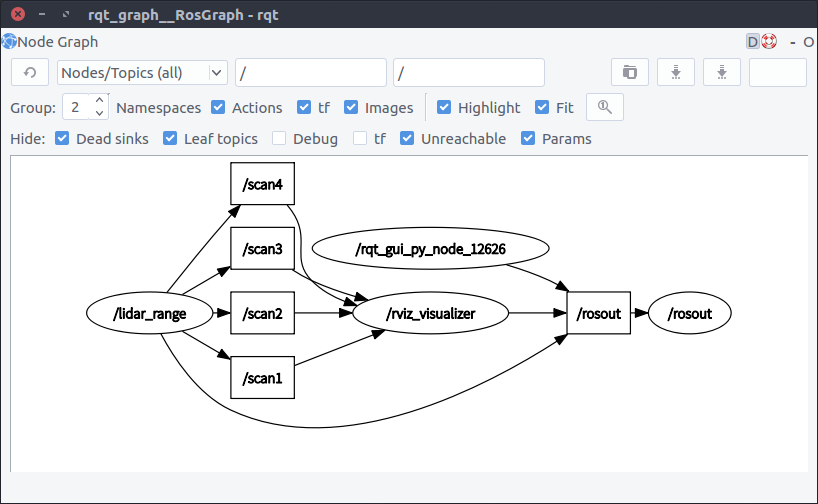 rqt_graph__RosGraph - rqt
Node Graph
D
- O
Nodes/Topics (all)
/
/
Group:
2
Namespaces
Actions
tf
Images
Highlight
Fit
Hide:
Dead sinks
Leaf topics
Debug
tf
Unreachable
Params
/scan4
/scan3
/rqt_gui_py_node_12626
/lidar_range
/scan2
/rviz_visualizer
/rosout
/rosout
/scan1